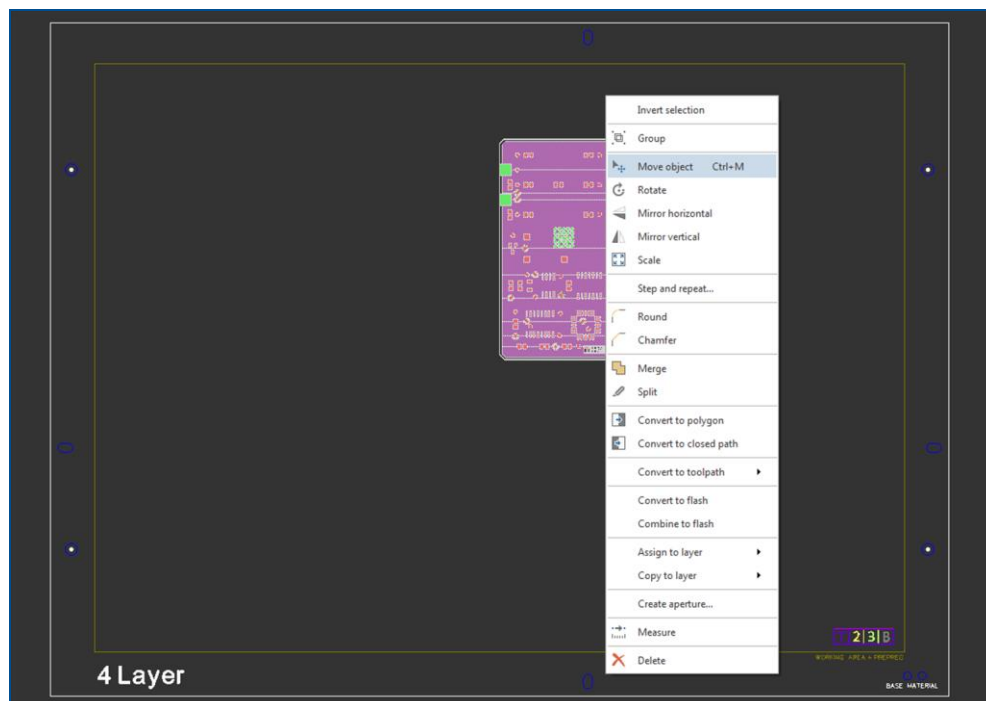 Invert selection
Group
Move object Ctrl+M
Rotate
Mirror horizontal
Mirror vertical
Scale
Step and repeat...
Round
Chamfer
Merge
Split
Convert to polygon
Convert to closed path
Convert to toolpath
Convert to flash
Combine to flash
Assign to layer
Copy to layer
Create aperture...
Measure
Delete
2|3|B
WORKING AREA + PREPREG
4 Layer
BASE MATERIAL